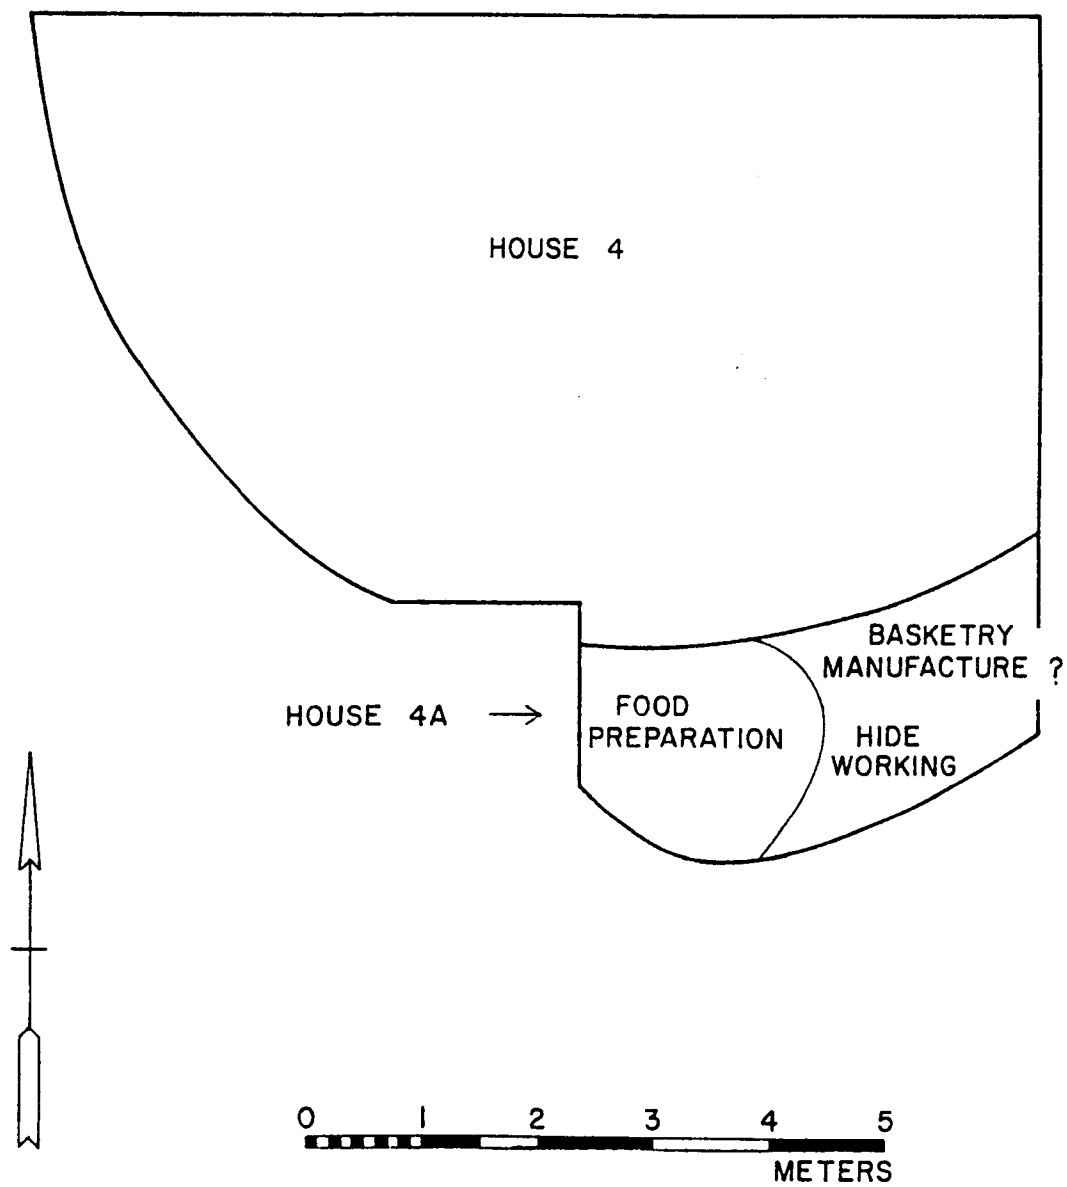 HOUSE 4
BASKETRY
MANUFACTURE ?
HOUSE 4A
FOOD
PREPARATION
HIDE
WORKING
0 1 2 3 4 5
METERS